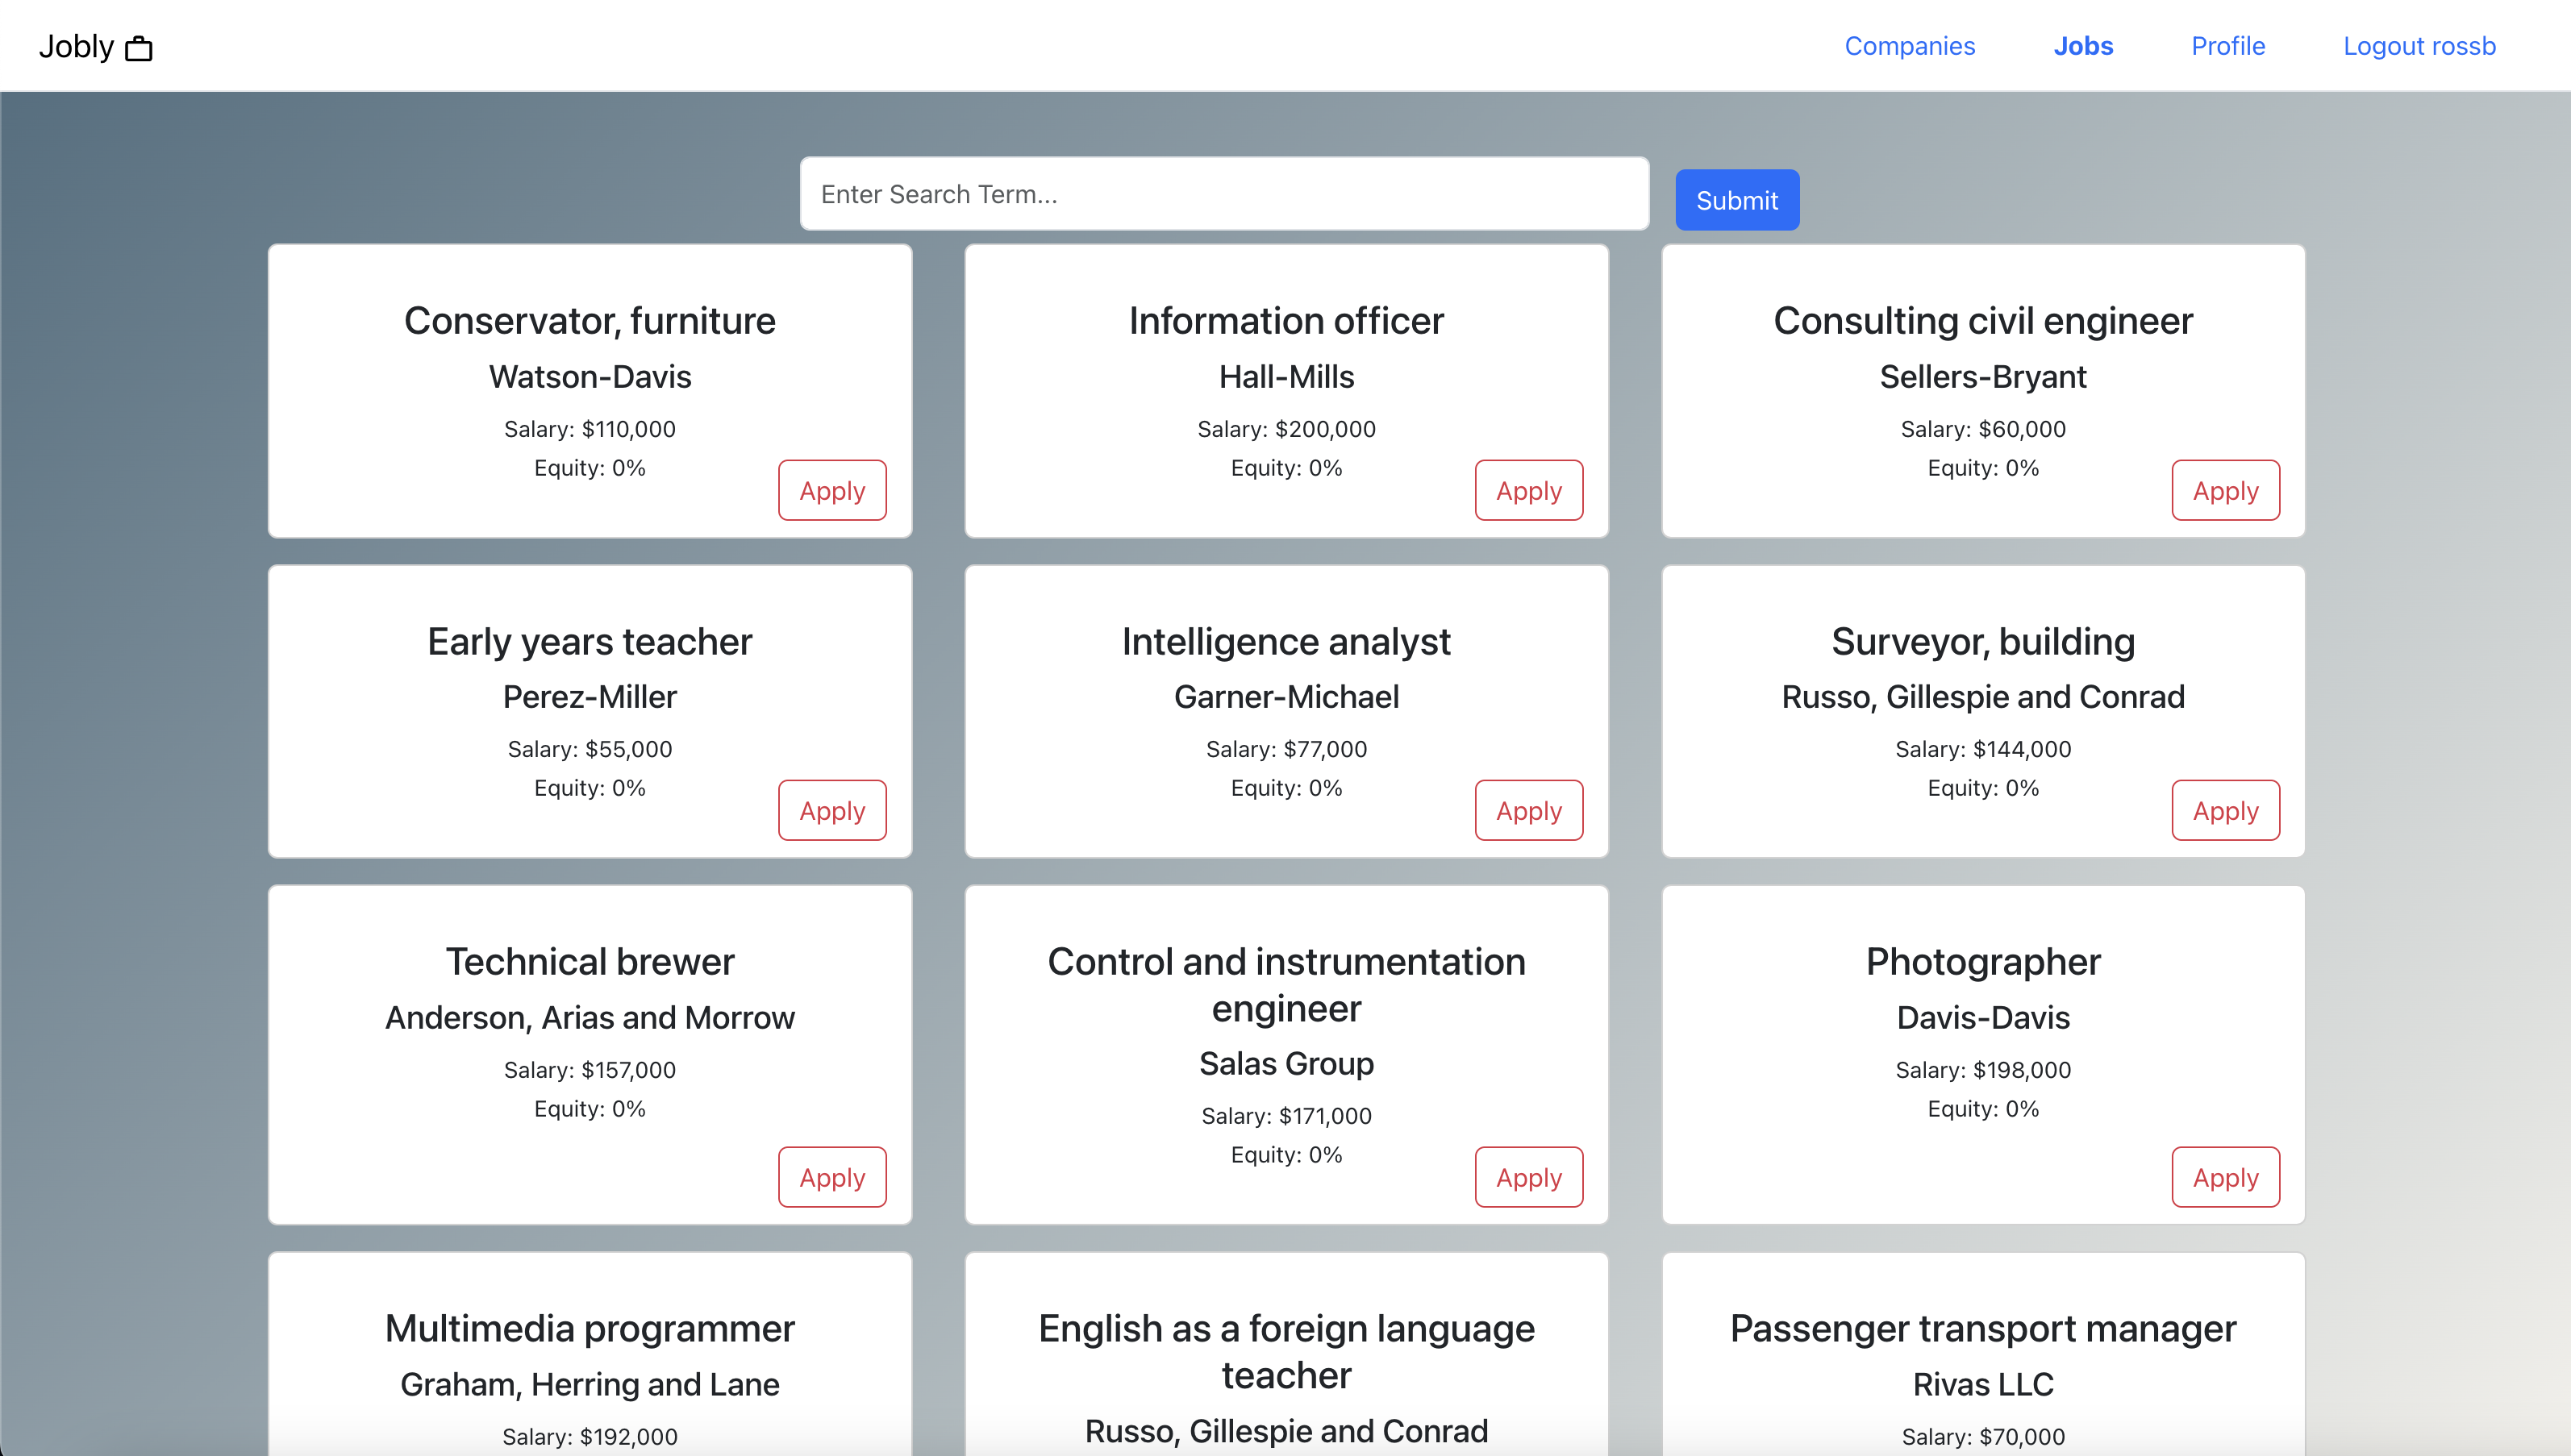 Jobly
Companies
Jobs
Profile
Logout rossb
Enter Search Term...
Submit
Conservator, furniture
Watson-Davis
Salary: $110,000
Equity: 0%
Apply
Information officer
Hall-Mills
Salary: $200,000
Equity: 0%
Apply
Consulting civil engineer
Sellers-Bryant
Salary: $60,000
Equity: 0%
Apply
Early years teacher
Perez-Miller
Salary: $55,000
Equity: 0%
Apply
Intelligence analyst
Garner-Michael
Salary: $77,000
Equity: 0%
Apply
Surveyor, building
Russo, Gillespie and Conrad
Salary: $144,000
Equity: 0%
Apply
Technical brewer
Anderson, Arias and Morrow
Salary: $157,000
Equity: 0%
Apply
Control and instrumentation
engineer
Salas Group
Salary: $171,000
Equity: 0%
Apply
Photographer
Davis-Davis
Salary: $198,000
Equity: 0%
Apply
Multimedia programmer
Graham, Herring and Lane
Salary: $192,000
English as a foreign language
teacher
Russo, Gillespie and Conrad
Passenger transport manager
Rivas LLC
Salary: $70,000